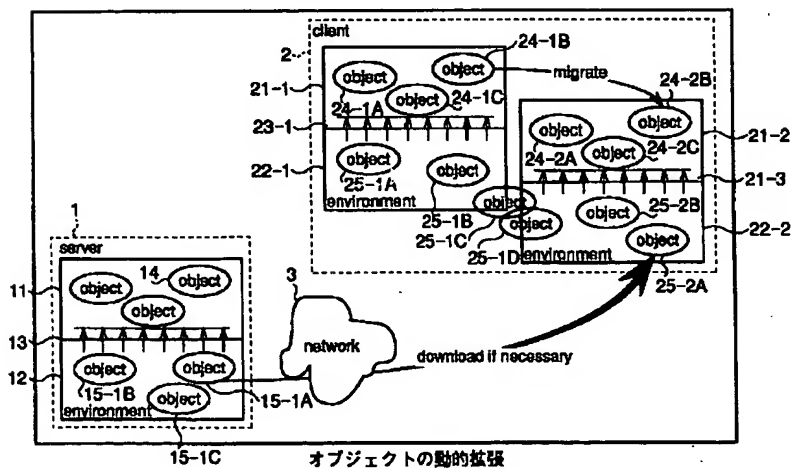 client
2
24-1B
object
object
migrate
24-2B
21-1
object
24-1C
object
24-1A
object
21-2
23-1
24-2A
object
24-2C
22-1
object
object
21-3
25-1A
environment
object
object
25-2B
25-1B
object
22-2
25-1C
environment
object
25-1D
25-2A
1
server
14
object
3
11
object
object
13
network
download if necessary
12
object
object
15-1B
environment
object
15-1A
15-1C
オブジェクトの動的拡張